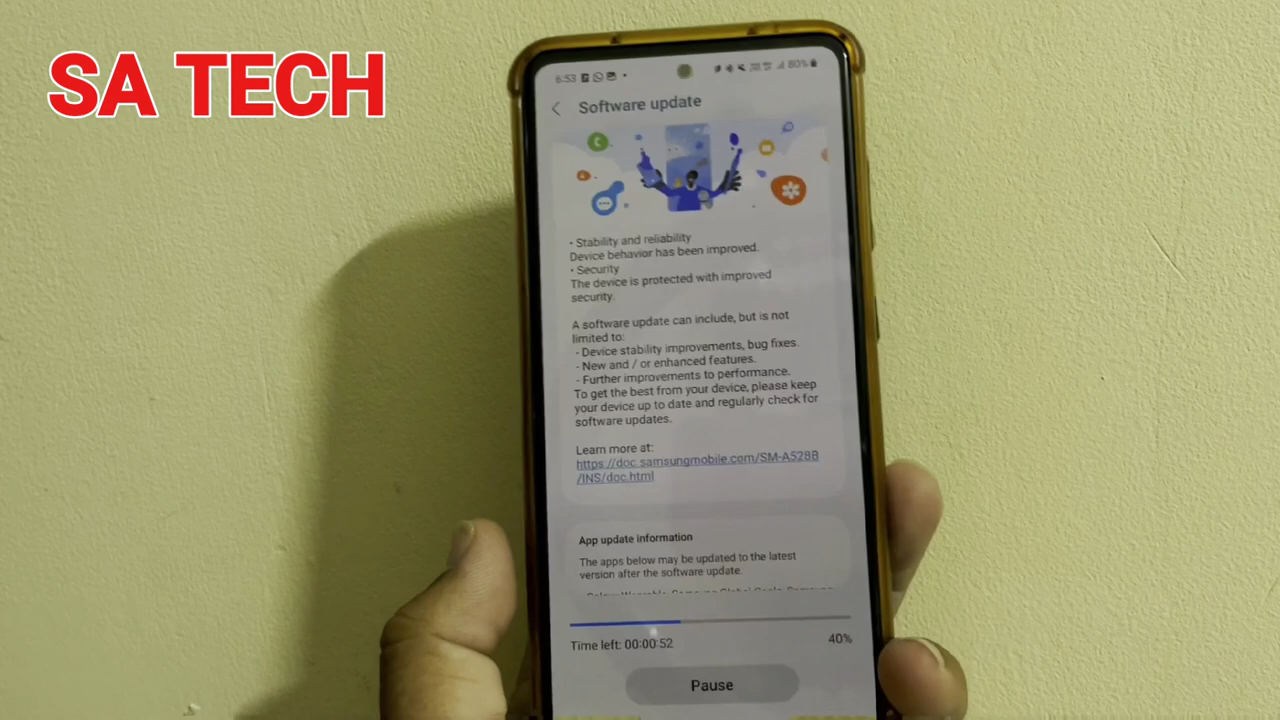 SA TECH
6:53
80%
Software update
• Stability and reliability
Device behavior has been improved.
• Security
The device is protected with improved
security.
A software update can include, but is not
limited to:
- Device stability improvements, bug fixes.
- New and / or enhanced features.
- Further improvements to performance.
To get the best from your device, please keep
your device up to date and regularly check for
software updates.
Learn more at:
https://doc.samsungmobile.com/SM-A528B
/INS/doc.html
App update information
The apps below may be updated to the latest
version after the software update.
Time left: 00:00:52
40%
Pause